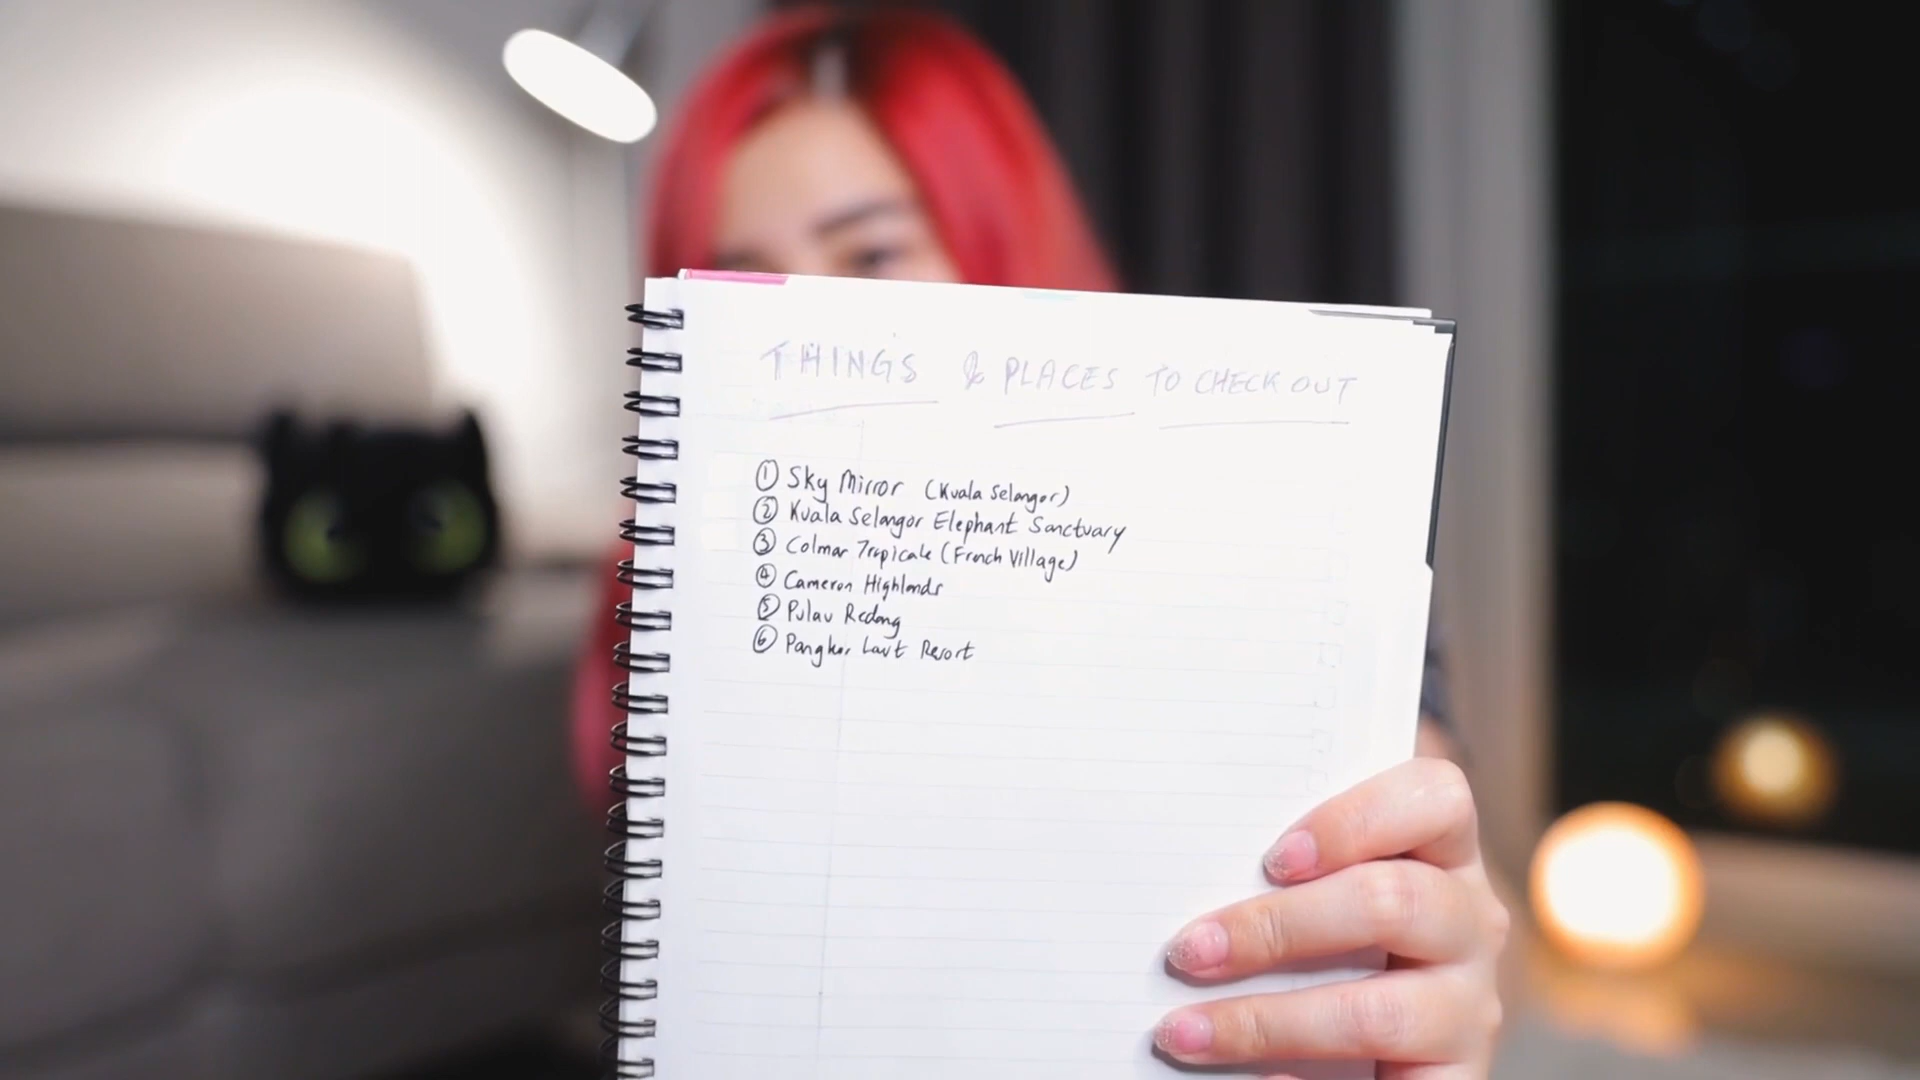 THINGS & PLACES TO CHECK OUT
① Sky Mirror (Kuala Selangor)
② Kuala Selangor Elephant Sanctuary
③ Colmar Tropicale (French Village)
④ Cameron Highlands
⑤ Pulau Redang
⑥ Pangkor Laut Resort